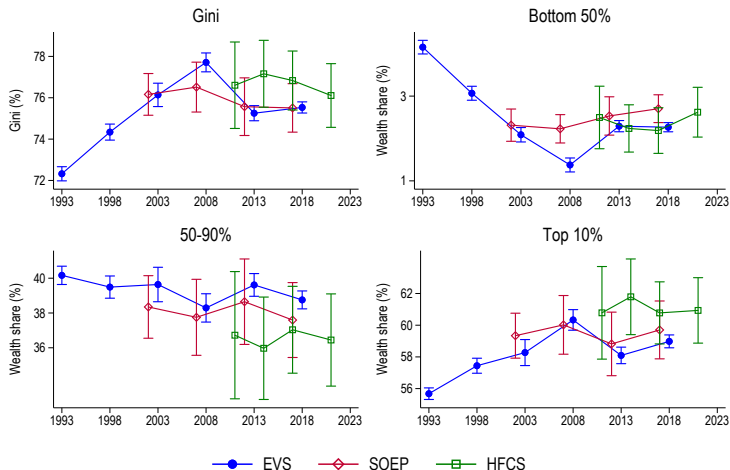 Gini
Gini (%)
78
76
74
72
1993 1998 2003 2008 2013 2018 2023
Bottom 50%
Wealth share (%)
3
1
1993 1998 2003 2008 2013 2018 2023
50-90%
Wealth share (%)
40
38
36
1993 1998 2003 2008 2013 2018 2023
Top 10%
Wealth share (%)
62
60
58
56
1993 1998 2003 2008 2013 2018 2023
EVS SOEP HFCS